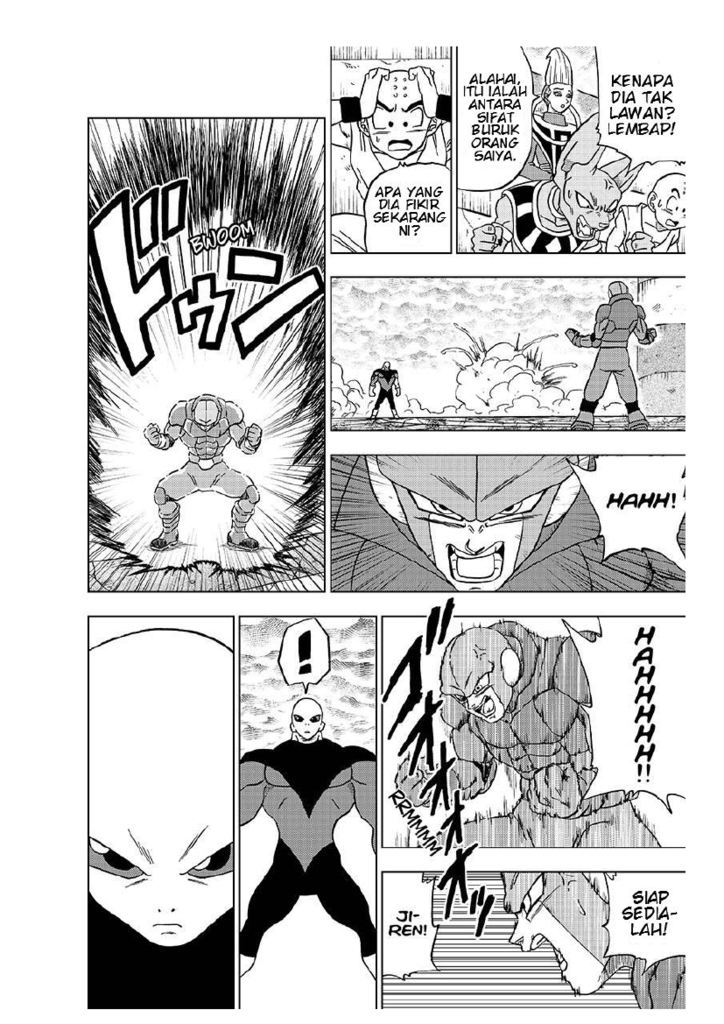 KENAPA
DIA TAK
LAWAN?
LEMBAP!
ALAHAI,
ITU IALAH
ANTARA
SIFAT
BURUK
ORANG
SAIYA.
APA YANG
DIA FIKIR
SEKARANG
NI?
HAHH!
ドゥン
BWOOM
HAHHHHH!!
ズオオオオ
RRMMMM
!
SIAP
SEDIA-
LAH!
JI-
REN!